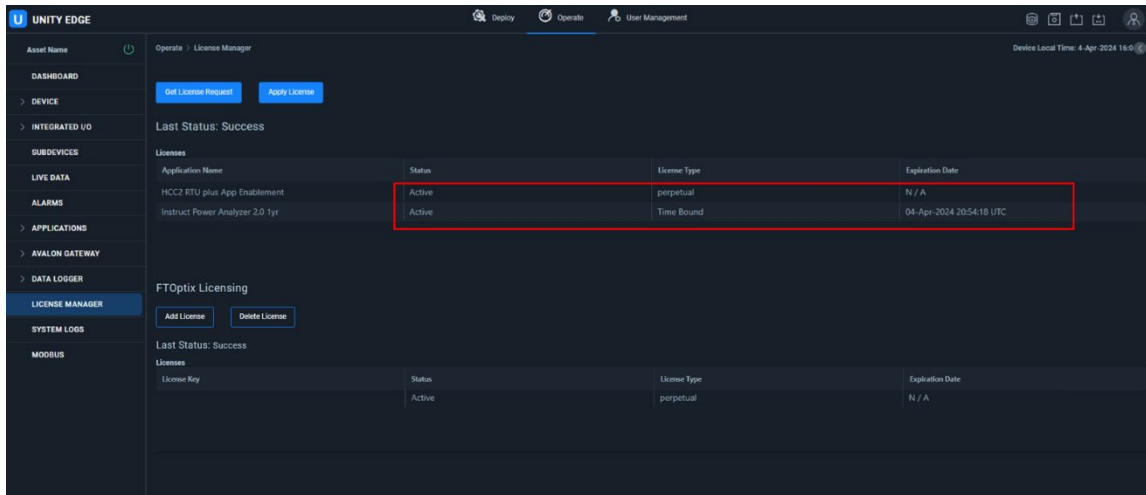 U UNITY EDGE
Deploy Operate User Management
Asset Name
Operate > License Manager
Device Local Time: 4-Apr-2024 16:0
DASHBOARD
Get License Request Apply License
> DEVICE
> INTEGRATED I/O
Last Status: Success
SUBDEVICES
Licenses
LIVE DATA
Application Name Status License Type Expiration Date
ALARMS
HCC2 RTU plus App Enablement Active perpetual N / A
Instruct Power Analyzer 2.0 1yr Active Time Bound 04-Apr-2024 20:54:18 UTC
> APPLICATIONS
> AVALON GATEWAY
> DATA LOGGER
FTOptix Licensing
LICENSE MANAGER
Add License Delete License
SYSTEM LOGS
Last Status: Success
MODBUS
Licenses
License Key Status License Type Expiration Date
Active perpetual N / A